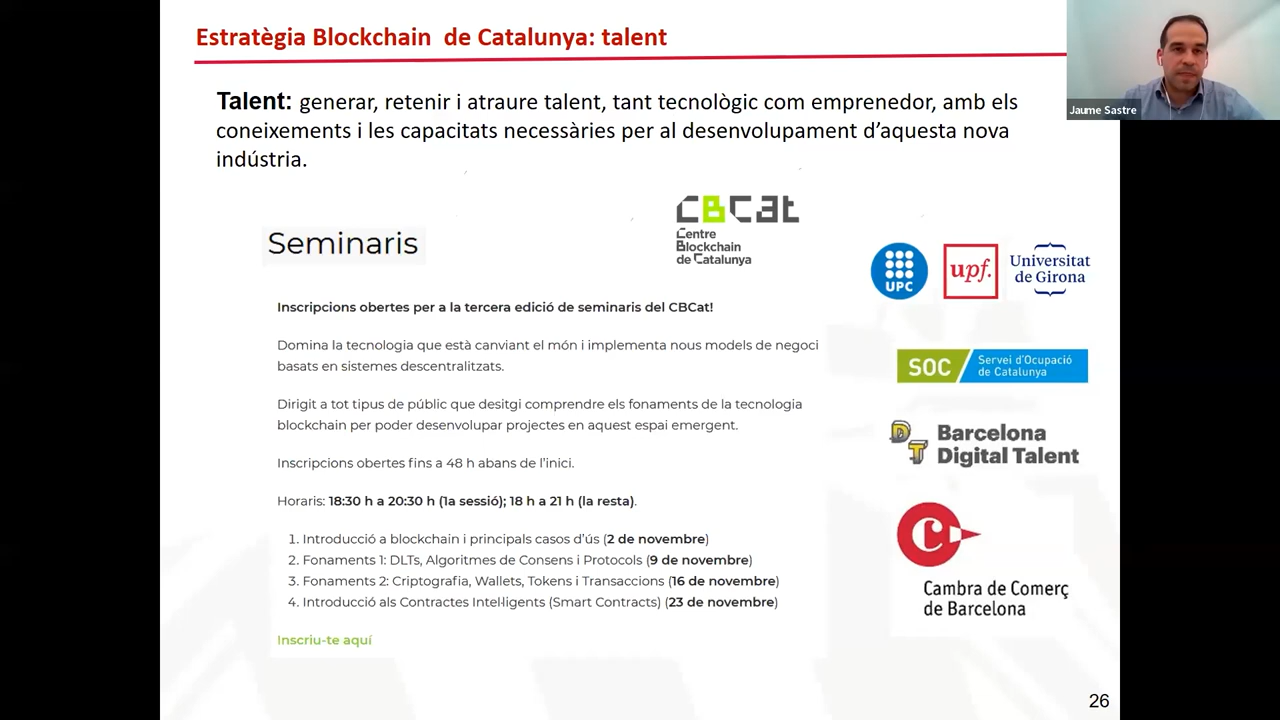 Estratègia Blockchain de Catalunya: talent
Jaume Sastre
Talent: generar, retenir i atraure talent, tant tecnològic com emprenedor, amb els
coneixements i les capacitats necessàries per al desenvolupament d’aquesta nova
indústria.
CBCat
Centre
Blockchain
de Catalunya
Seminaris
UPC
upf.
Universitat
de Girona
Inscripcions obertes per a la tercera edició de seminaris del CBCat!
Domina la tecnologia que està canviant el món i implementa nous models de negoci
basats en sistemes descentralitzats.
SOC
Servei d'Ocupació
de Catalunya
Dirigit a tot tipus de públic que desitgi comprendre els fonaments de la tecnologia
blockchain per poder desenvolupar projectes en aquest espai emergent.
DT
Barcelona
Digital Talent
Inscripcions obertes fins a 48 h abans de l’inici.
Horaris: 18:30 h a 20:30 h (1a sessió); 18 h a 21 h (la resta).
1. Introducció a blockchain i principals casos d’ús (2 de novembre)
2. Fonaments 1: DLTs, Algoritmes de Consens i Protocols (9 de novembre)
3. Fonaments 2: Criptografia, Wallets, Tokens i Transaccions (16 de novembre)
4. Introducció als Contractes Intel·ligents (Smart Contracts) (23 de novembre)
Cambra de Comerç
de Barcelona
Inscriu-te aquí
26